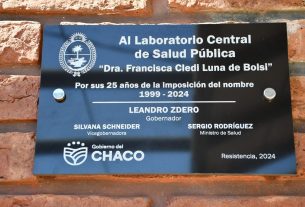 Al Laboratorio Central
de Salud Pública
"Dra. Francisca Cledi Luna de Bolsi"
Por sus 25 años de la Imposición del nombre
1999 - 2024
LEANDRO ZDERO
Gobernador
SILVANA SCHNEIDER
Vicegobernadora
SERGIO RODRÍGUEZ
Ministro de Salud
Gobierno del
CHACO
Resistencia, 2024